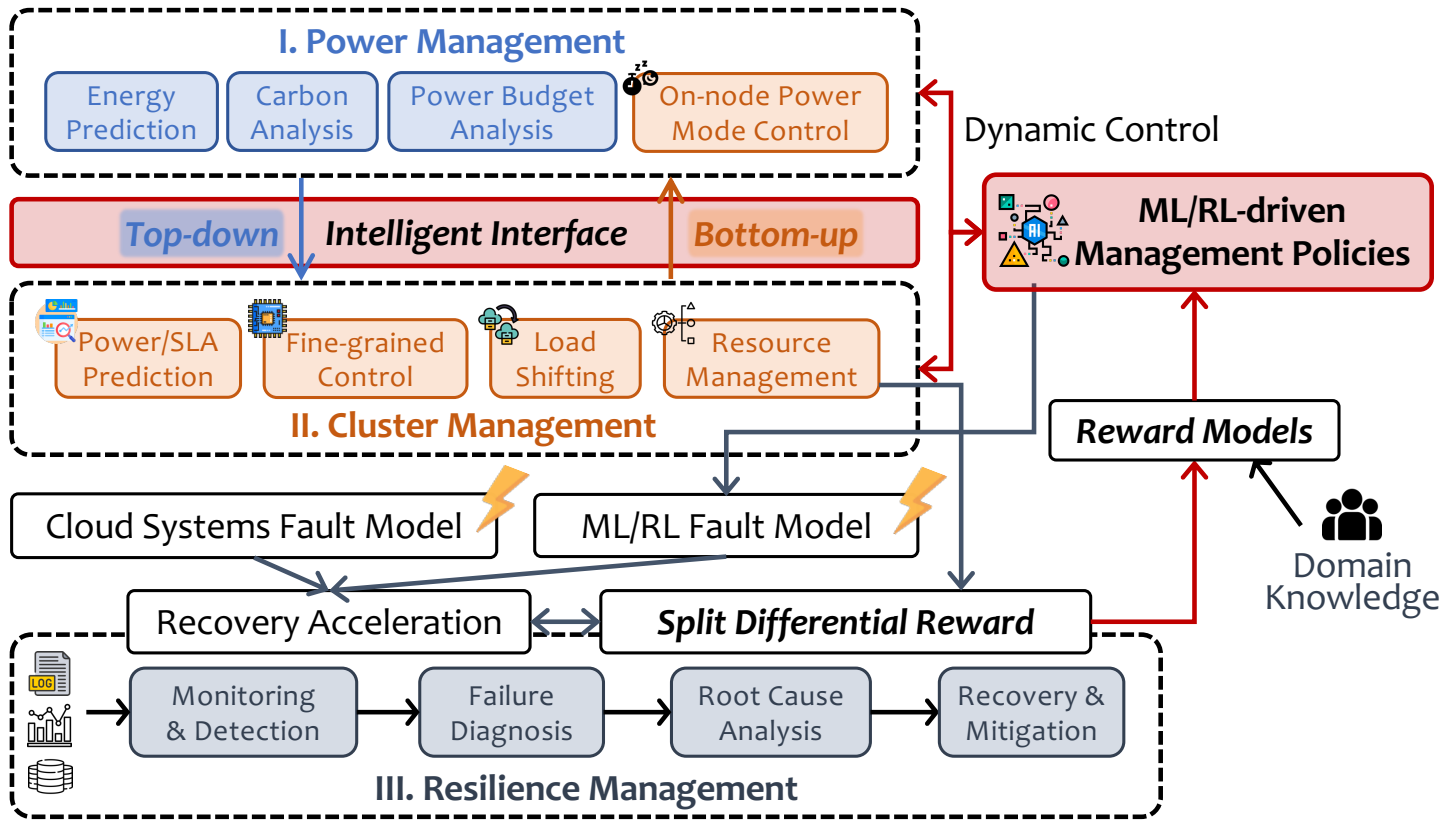 I. Power Management
Energy
Prediction
Carbon
Analysis
Power Budget
Analysis
zz
z
On-node Power
Mode Control
Dynamic Control
Top-down
Intelligent Interface
Bottom-up
AI
ML/RL-driven
Management Policies
Power/SLA
Prediction
Fine-grained
Control
Load
Shifting
Resource
Management
II. Cluster Management
Reward Models
Cloud Systems Fault Model
ML/RL Fault Model
Domain
Knowledge
Recovery Acceleration
Split Differential Reward
LOG
Monitoring
& Detection
Failure
Diagnosis
Root Cause
Analysis
Recovery &
Mitigation
III. Resilience Management